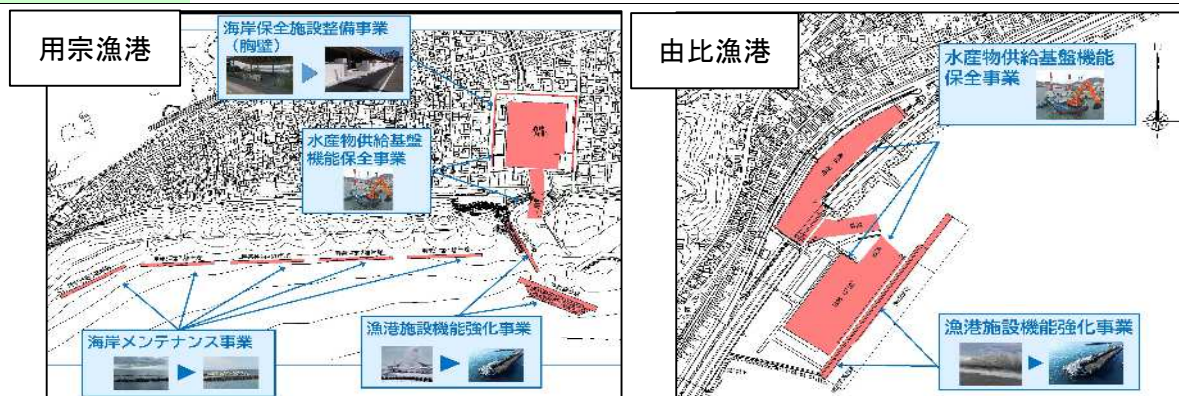 用宗漁港
海岸保全施設整備事業
(胸壁)
水産物供給基盤
機能保全事業
海岸メンテナンス事業
漁港施設機能強化事業
由比漁港
水産物供給基盤機能
保全事業
漁港施設機能強化事業